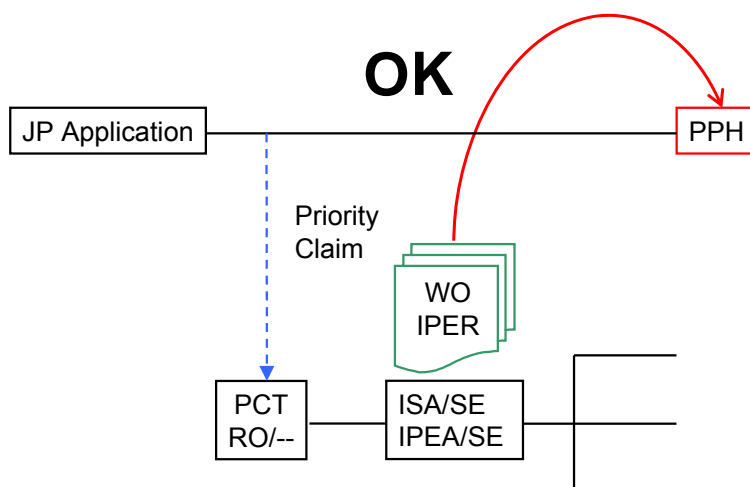 OK
JP Application
PPH
Priority
Claim
WO
IPER
PCT
RO/--
ISA/SE
IPEA/SE